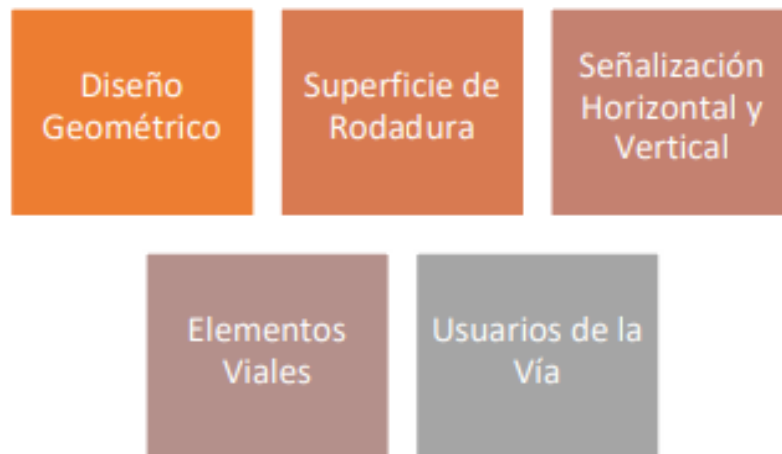 Diseño
Geométrico
Superficie de
Rodadura
Señalización
Horizontal y
Vertical
Elementos
Viales
Usuarios de la
Vía